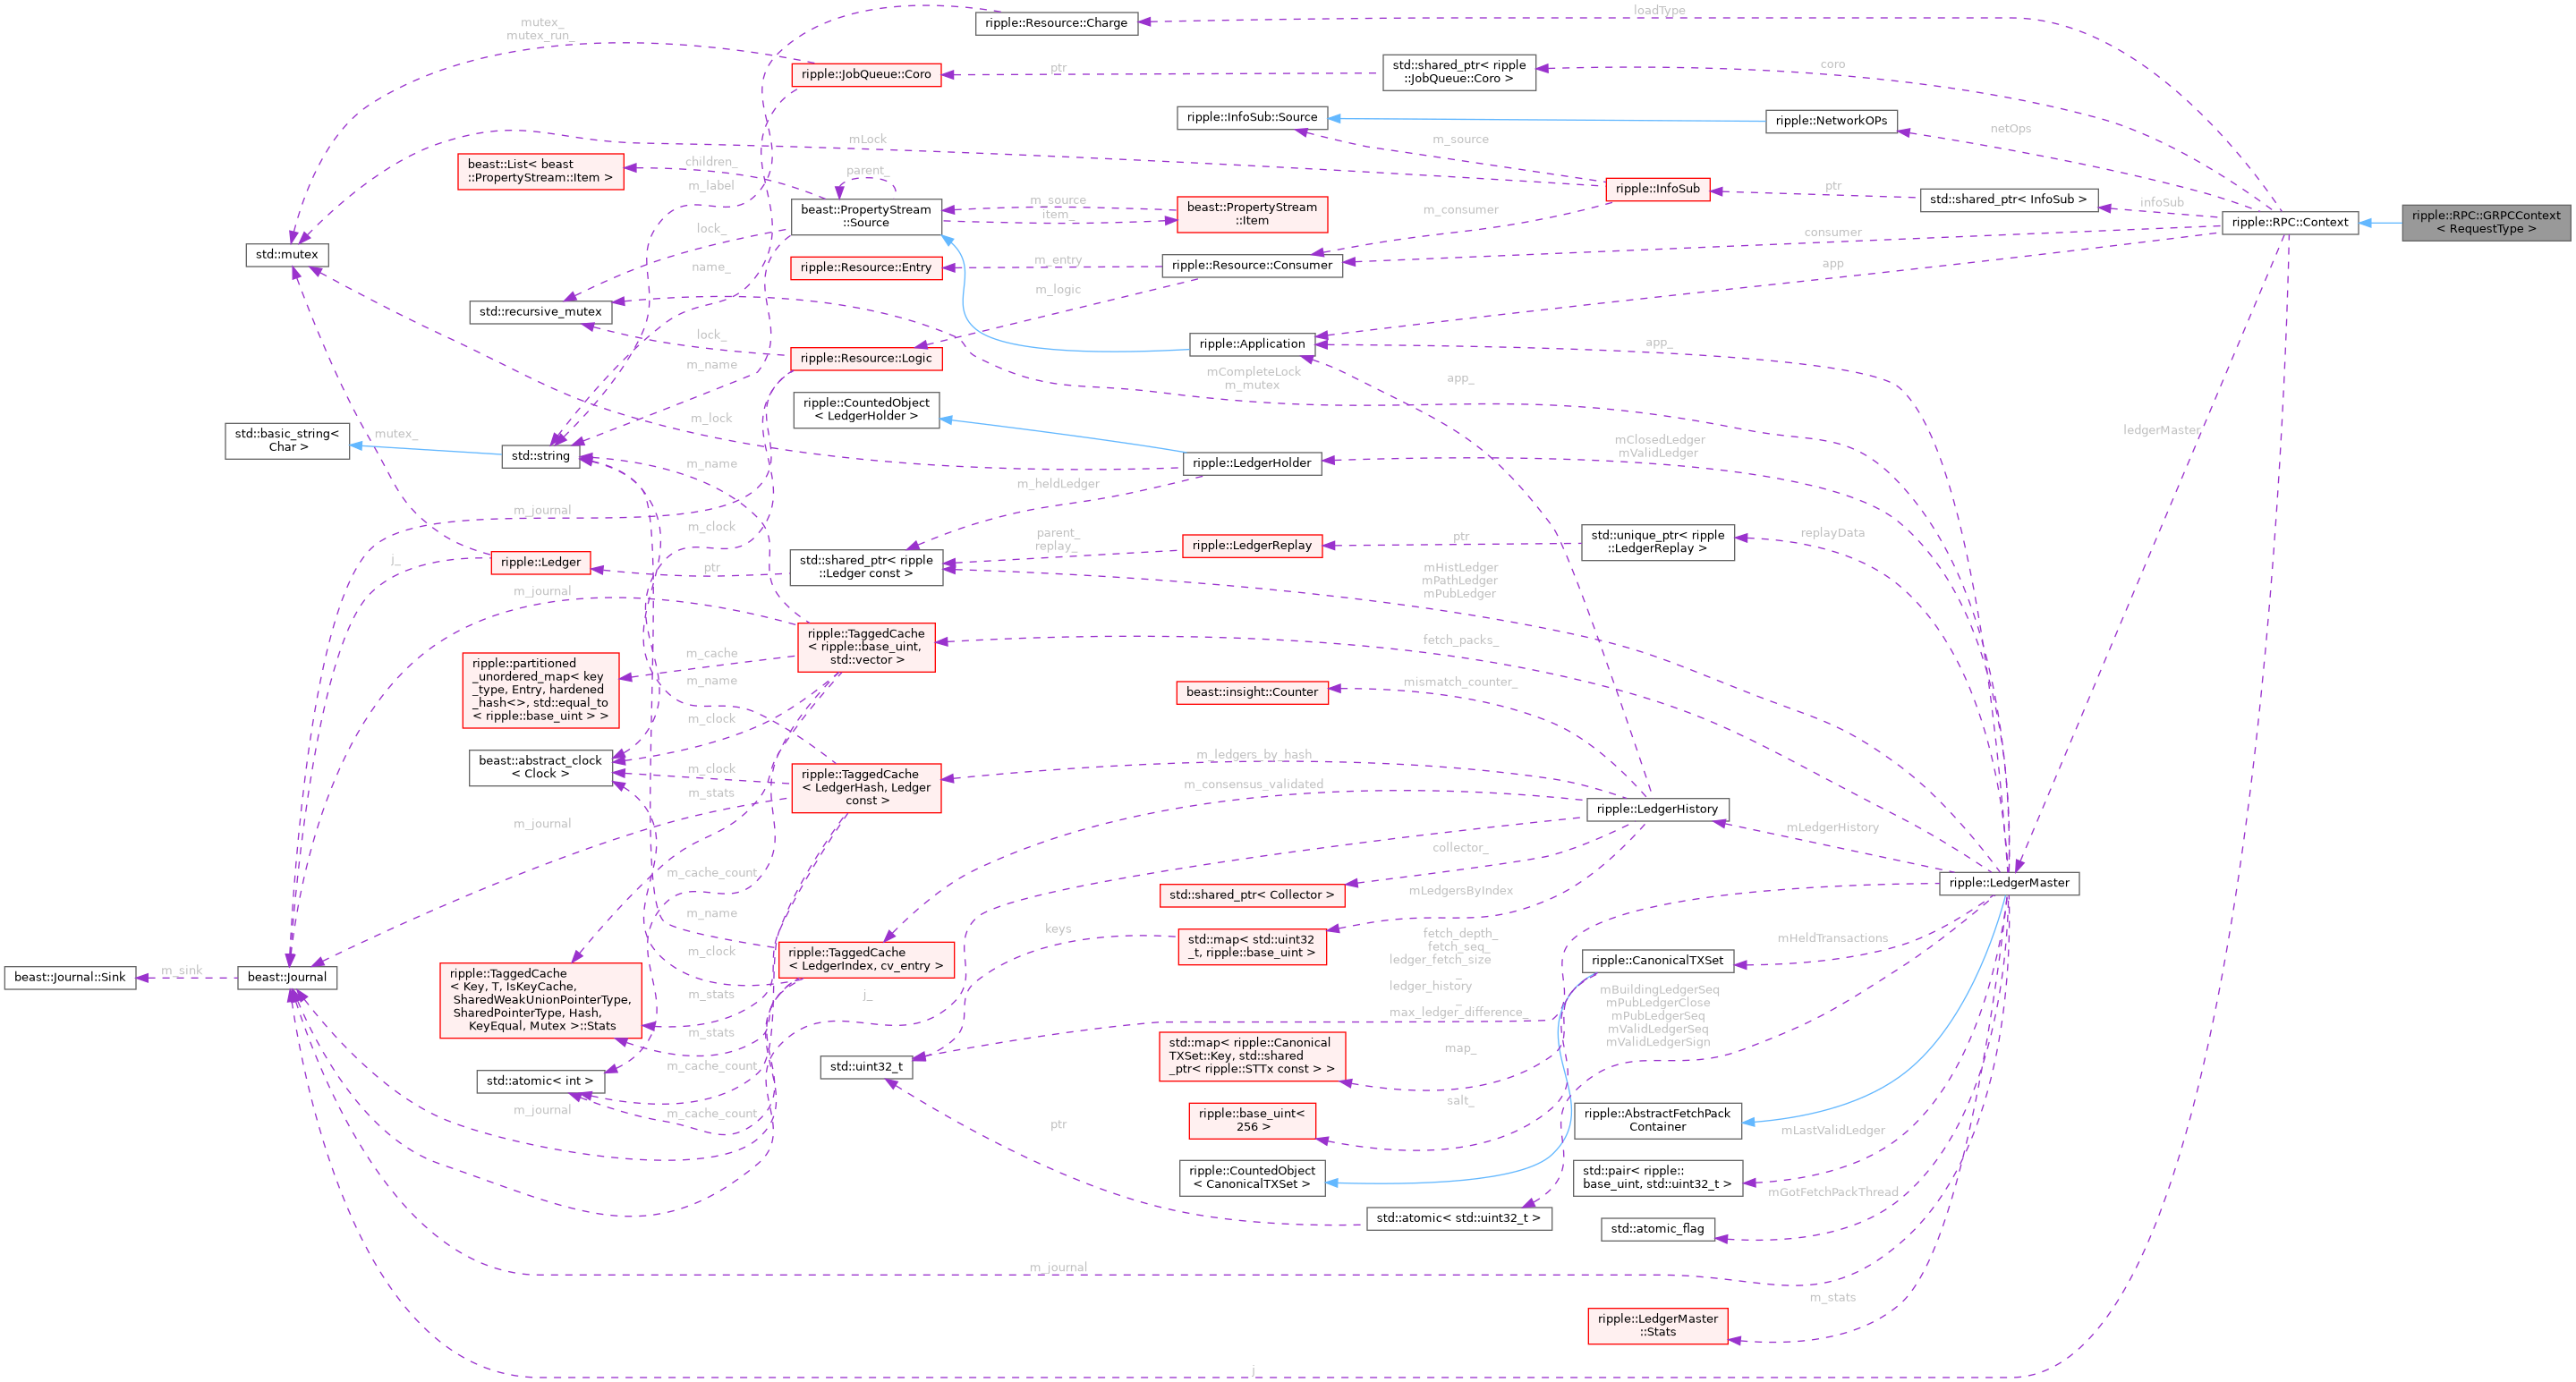 ripple::Resource::Charge
loadType
mutex_
mutex_run_
ripple::JobQueue::Coro
ptr
std::shared_ptr< ripple
::JobQueue::Coro >
coro
ripple::InfoSub::Source
ripple::NetworkOPs
netOps
mLock
m_source
beast::List< beast
::PropertyStream::Item >
children_
parent_
m_label
ripple::InfoSub
ptr
std::shared_ptr< InfoSub >
infoSub
ripple::RPC::Context
ripple::RPC::GRPCContext
< RequestType >
beast::PropertyStream
::Source
m_source
item_
beast::PropertyStream
::Item
m_consumer
consumer
lock_
std::mutex
name_
ripple::Resource::Entry
m_entry
ripple::Resource::Consumer
app
m_logic
std::recursive_mutex
lock_
ripple::Resource::Logic
ripple::Application
app_
m_name
mCompleteLock
m_mutex
app_
ripple::CountedObject
< LedgerHolder >
m_lock
std::basic_string<
Char >
mutex_
std::string
ledgerMaster
mClosedLedger
mValidLedger
ripple::LedgerHolder
m_name
m_heldLedger
m_journal
m_clock
parent_
replay_
ripple::LedgerReplay
ptr
std::unique_ptr< ripple
::LedgerReplay >
replayData
j_
ripple::Ledger
ptr
std::shared_ptr< ripple
::Ledger const >
mHistLedger
mPathLedger
mPubLedger
m_journal
ripple::TaggedCache
< ripple::base_uint,
std::vector >
fetch_packs_
ripple::partitioned
_unordered_map< key
_type, Entry, hardened
_hash<>, std::equal_to
< ripple::base_uint > >
m_cache
m_name
beast::insight::Counter
mismatch_counter_
m_clock
beast::abstract_clock
< Clock >
m_clock
m_stats
ripple::TaggedCache
< LedgerHash, Ledger
const >
m_ledgers_by_hash
m_consensus_validated
ripple::LedgerHistory
mLedgerHistory
m_journal
collector_
m_cache_count
std::shared_ptr< Collector >
mLedgersByIndex
ripple::LedgerMaster
m_name
m_clock
keys
std::map< std::uint32
_t, ripple::base_uint >
fetch_depth_
fetch_seq_
ledger_fetch_size
_
ledger_history
_
max_ledger_difference_
mHeldTransactions
ripple::CanonicalTXSet
ripple::TaggedCache
< LedgerIndex, cv_entry >
beast::Journal::Sink
m_sink
beast::Journal
ripple::TaggedCache
< Key, T, IsKeyCache,
SharedWeakUnionPointerType,
SharedPointerType, Hash,
KeyEqual, Mutex >::Stats
m_stats
j_
m_stats
mBuildingLedgerSeq
mPubLedgerClose
mPubLedgerSeq
mValidLedgerSeq
mValidLedgerSign
std::map< ripple::Canonical
TXSet::Key, std::shared
_ptr< ripple::STTx const > >
map_
std::uint32_t
m_cache_count
std::atomic< int >
m_journal
m_cache_count
ripple::base_uint<
256 >
salt_
ripple::AbstractFetchPack
Container
ptr
mLastValidLedger
ripple::CountedObject
< CanonicalTXSet >
std::pair< ripple::
base_uint, std::uint32_t >
mGotFetchPackThread
std::atomic< std::uint32_t >
std::atomic_flag
m_journal
m_stats
ripple::LedgerMaster
::Stats
j